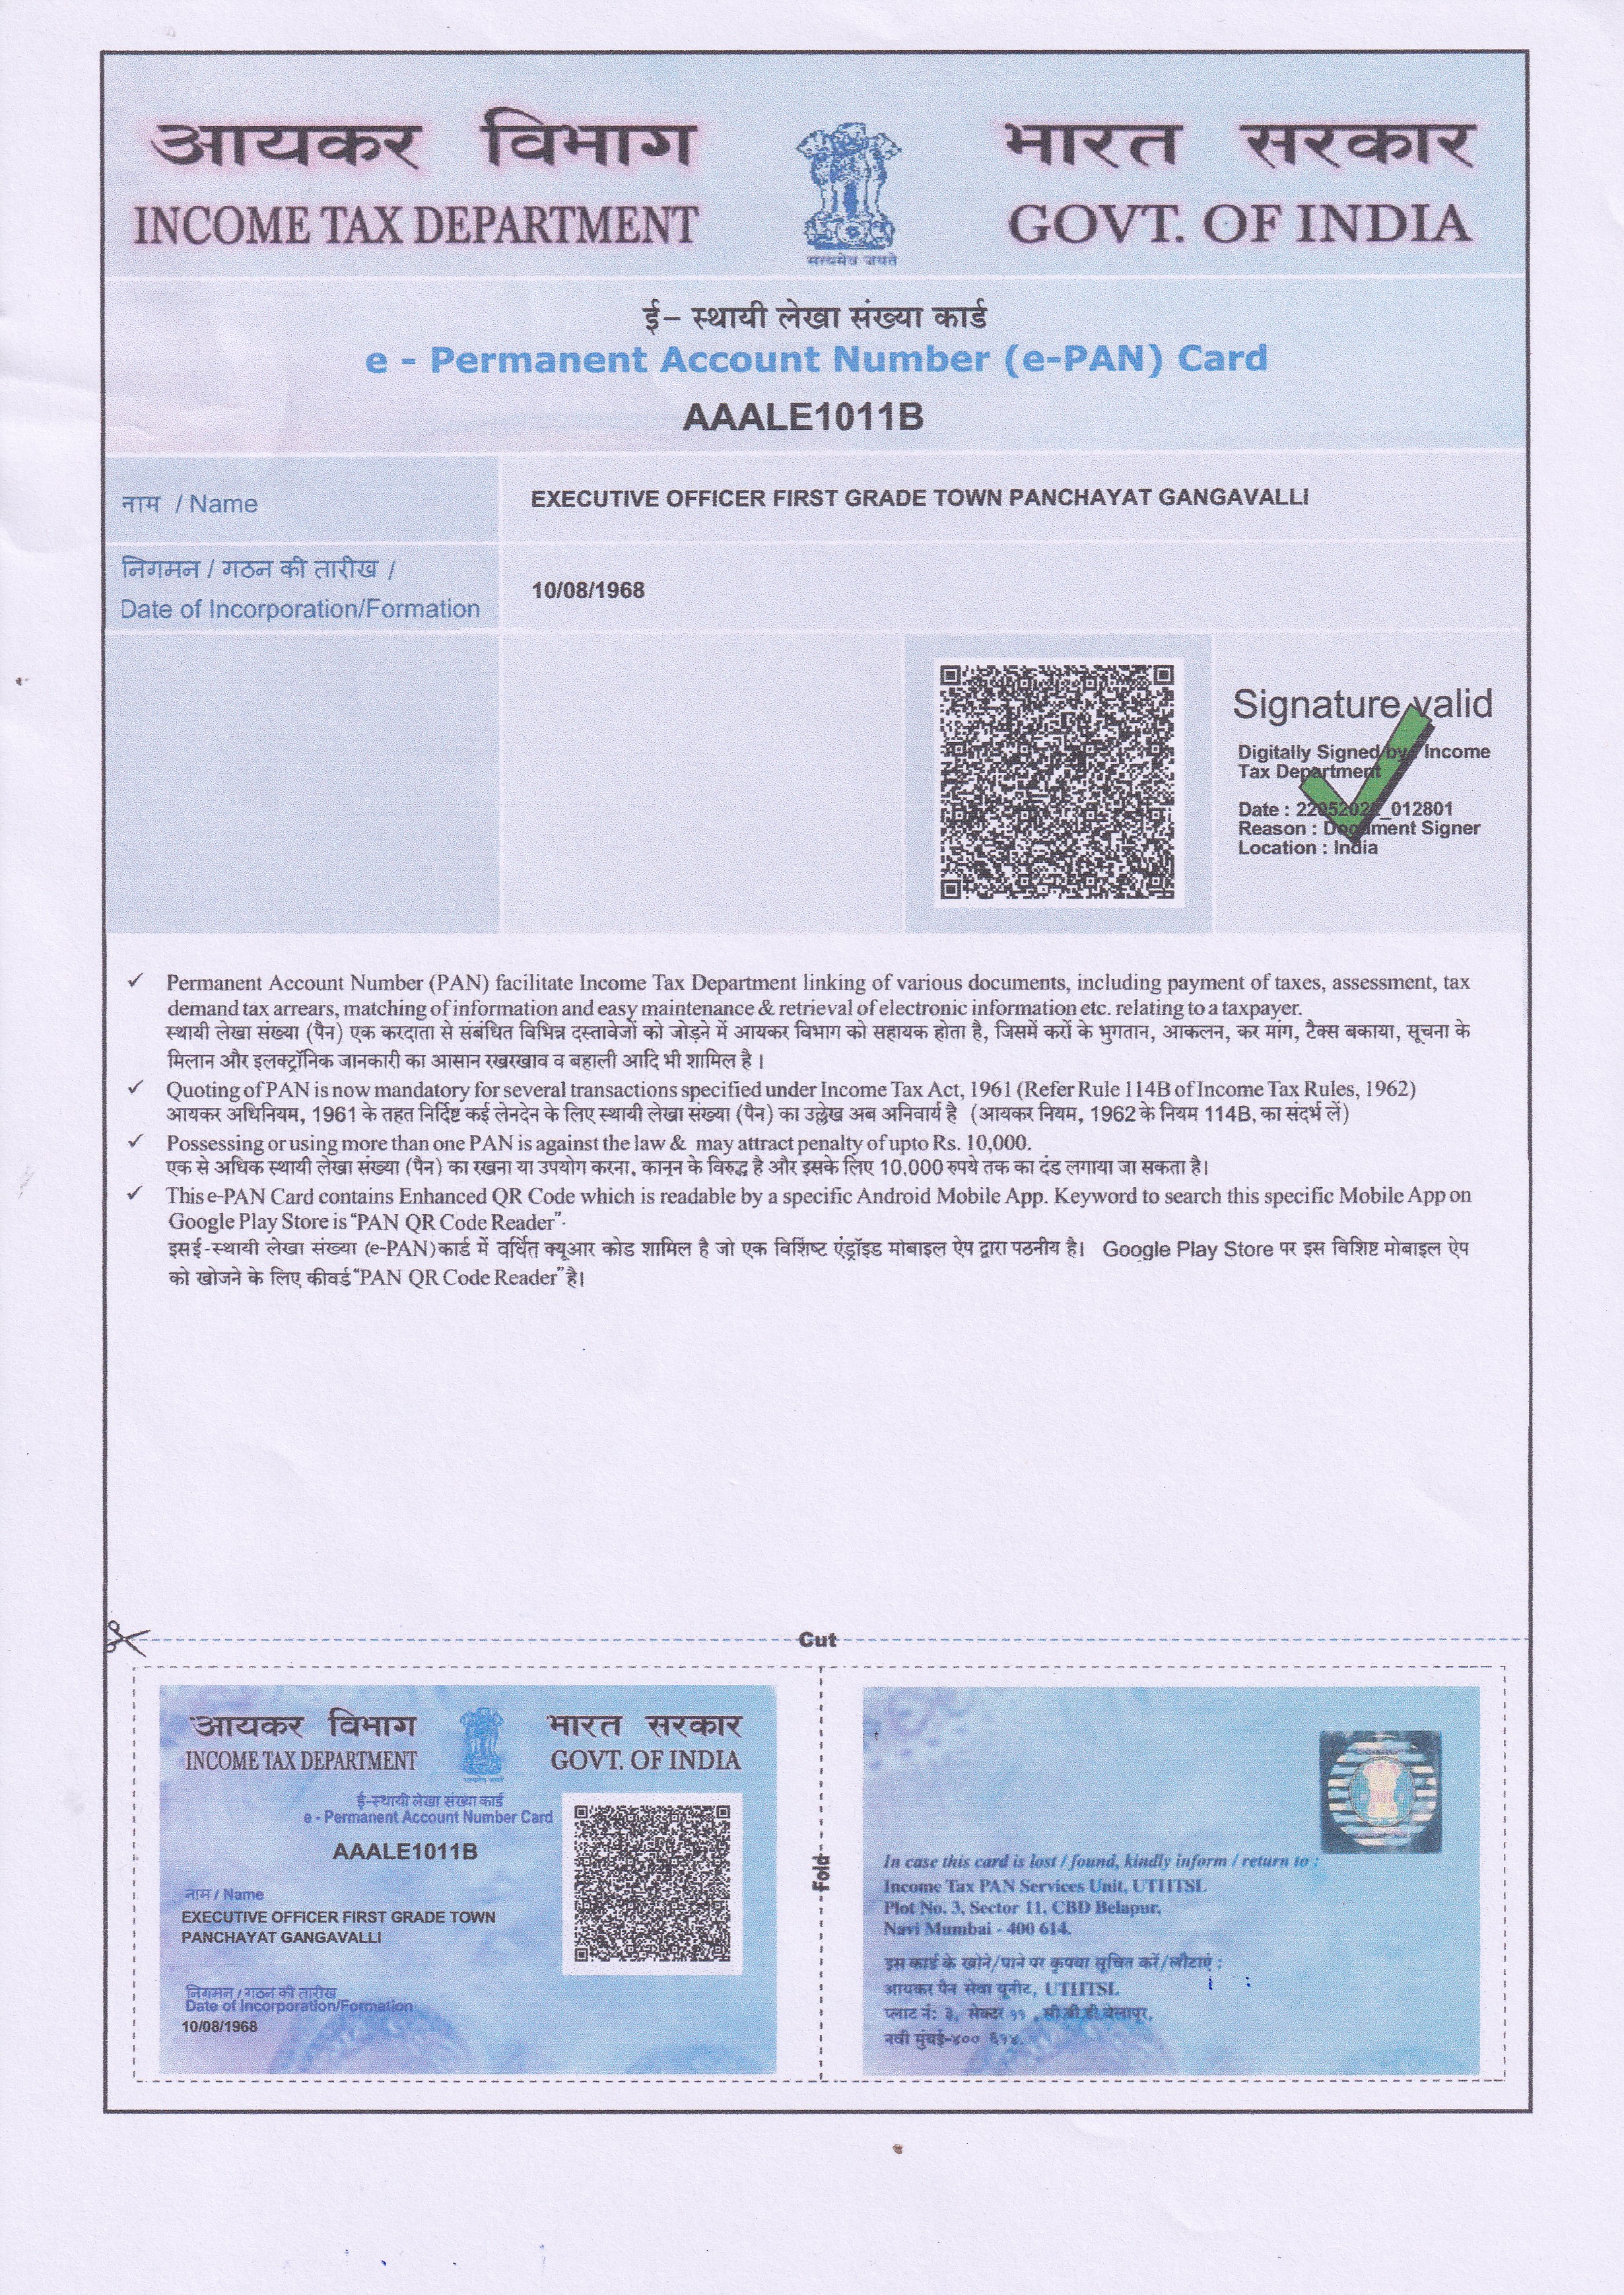 आयकर विभाग
INCOME TAX DEPARTMENT
सत्यमेव जयते
भारत सरकार
GOVT. OF INDIA
ई– स्थायी लेखा संख्या कार्ड
e - Permanent Account Number (e-PAN) Card
AAALE1011B
नाम / Name
EXECUTIVE OFFICER FIRST GRADE TOWN PANCHAYAT GANGAVALLI
निगमन / गठन की तारीख /
Date of Incorporation/Formation
10/08/1968
Signature valid
Digitally Signed by Income
Tax Department
Date : _012801
Reason : Document Signer
Location : India
✓ Permanent Account Number (PAN) facilitate Income Tax Department linking of various documents, including payment of taxes, assessment, tax
demand tax arrears, matching of information and easy maintenance & retrieval of electronic information etc. relating to a taxpayer.
स्थायी लेखा संख्या (पैन) एक करदाता से संबंधित विभिन्न दस्तावेजों को जोड़ने में आयकर विभाग को सहायक होता है, जिसमें करों के भुगतान, आकलन, कर मांग, टैक्स बकाया, सूचना के
मिलान और इलक्ट्रॉनिक जानकारी का आसान रखरखाव व बहाली आदि भी शामिल है ।
✓ Quoting of PAN is now mandatory for several transactions specified under Income Tax Act, 1961 (Refer Rule 114B of Income Tax Rules, 1962)
आयकर अधिनियम, 1961 के तहत निर्दिष्ट कई लेनदेन के लिए स्थायी लेखा संख्या (पैन) का उल्लेख अब अनिवार्य है (आयकर नियम, 1962 के नियम 114B, का संदर्भ लें)
✓ Possessing or using more than one PAN is against the law & may attract penalty of upto Rs. 10,000.
एक से अधिक स्थायी लेखा संख्या (पैन) का रखना या उपयोग करना, कानून के विरुद्ध है और इसके लिए 10,000 रुपये तक का दंड लगाया जा सकता है।
✓ This e-PAN Card contains Enhanced QR Code which is readable by a specific Android Mobile App. Keyword to search this specific Mobile App on
Google Play Store is “PAN QR Code Reader”.
इसई-स्थायी लेखा संख्या (e-PAN)कार्ड में वर्धित क्यूआर कोड शामिल है जो एक विशिष्ट एंड्रॉइड मोबाइल ऐप द्वारा पठनीय है। Google Play Store पर इस विशिष्ट मोबाइल ऐप
को खोजने के लिए कीवर्ड “PAN QR Code Reader” है।
Cut
आयकर विभाग
INCOME TAX DEPARTMENT
भारत सरकार
GOVT. OF INDIA
ई-स्थायी लेखा संख्या कार्ड
e - Permanent Account Number Card
AAALE1011B
नाम / Name
EXECUTIVE OFFICER FIRST GRADE TOWN
PANCHAYAT GANGAVALLI
निगमन / गठन की तारीख
Date of Incorporation/Formation
10/08/1968
Fold
In case this card is lost / found, kindly inform / return to :
Income Tax PAN Services Unit, UTIITSL
Plot No. 3, Sector 11, CBD Belapur,
Navi Mumbai - 400 614.
इस कार्ड के खोने/पाने पर कृपया सूचित करें/लौटाएं :
आयकर पैन सेवा यूनीट, UTIITSL
प्लाट नं: ३, सेक्टर ११ , सी.बी.डी.बेलापूर,
नवी मुंबई-४०० ६१४.